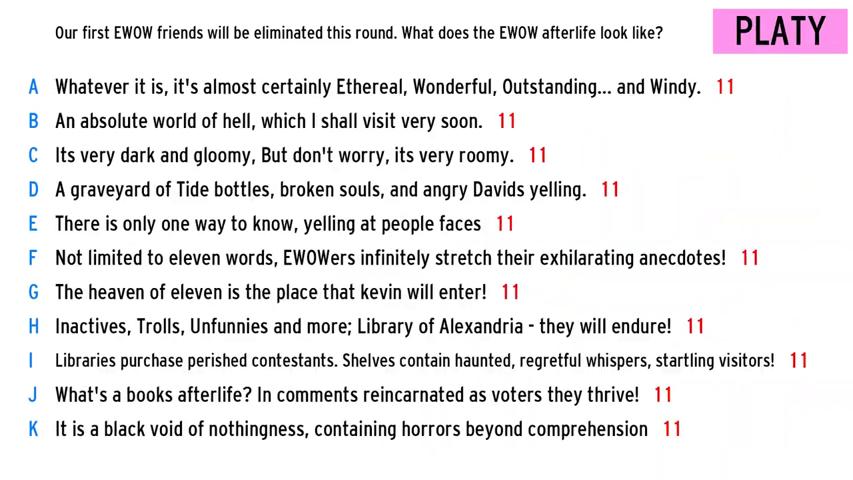 Our first EWOW friends will be eliminated this round. What does the EWOW afterlife look like?
PLATY
A Whatever it is, it's almost certainly Ethereal, Wonderful, Outstanding... and Windy. 11
B An absolute world of hell, which I shall visit very soon. 11
C Its very dark and gloomy, But don't worry, its very roomy. 11
D A graveyard of Tide bottles, broken souls, and angry Davids yelling. 11
E There is only one way to know, yelling at people faces 11
F Not limited to eleven words, EWOWers infinitely stretch their exhilarating anecdotes! 11
G The heaven of eleven is the place that kevin will enter! 11
H Inactives, Trolls, Unfunnies and more; Library of Alexandria - they will endure! 11
I Libraries purchase perished contestants. Shelves contain haunted, regretful whispers, startling visitors! 11
J What's a books afterlife? In comments reincarnated as voters they thrive! 11
K It is a black void of nothingness, containing horrors beyond comprehension 11